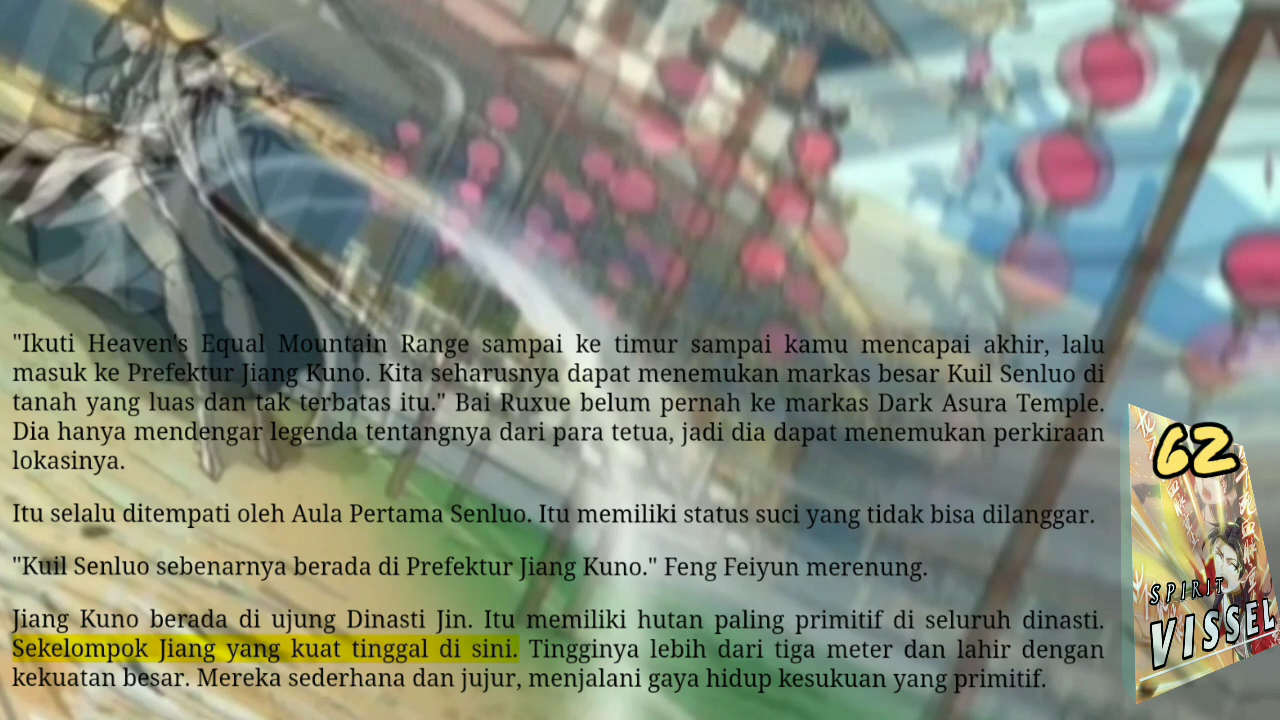 "Ikuti Heaven's Equal Mountain Range sampai ke timur sampai kamu mencapai akhir, lalu
masuk ke Prefektur Jiang Kuno. Kita seharusnya dapat menemukan markas besar Kuil Senluo di
tanah yang luas dan tak terbatas itu." Bai Ruxue belum pernah ke markas Dark Asura Temple.
Dia hanya mendengar legenda tentangnya dari para tetua, jadi dia dapat menemukan perkiraan
lokasinya.
Itu selalu ditempati oleh Aula Pertama Senluo. Itu memiliki status suci yang tidak bisa dilanggar.
"Kuil Senluo sebenarnya berada di Prefektur Jiang Kuno." Feng Feiyun merenung.
Jiang Kuno berada di ujung Dinasti Jin. Itu memiliki hutan paling primitif di seluruh dinasti.
Sekelompok Jiang yang kuat tinggal di sini. Tingginya lebih dari tiga meter dan lahir dengan
kekuatan besar. Mereka sederhana dan jujur, menjalani gaya hidup kesukuan yang primitif.
62
SPIRIT
VISSEL